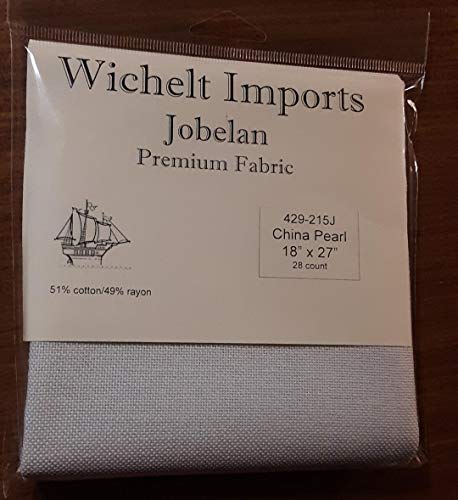 Wichelt Imports
Jobelan
Premium Fabric
429-215J
China Pearl
18" x 27"
28 count
51% cotton/49% rayon